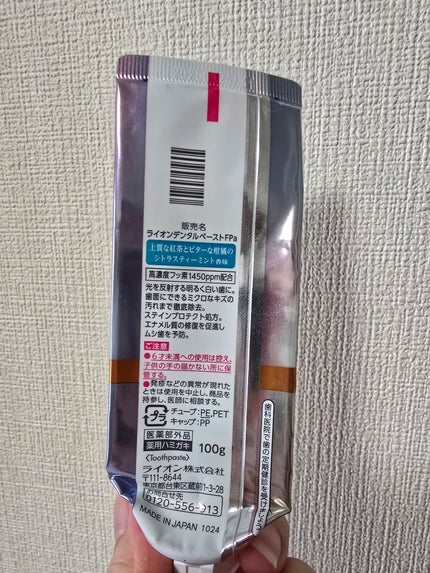 販売名
ライオンデンタルペーストFPa
上質な紅茶とビターな柑橘の
シトラスティーミント香味
高濃度フッ素1450ppm配合
光を反射する明るく白い歯に。
歯面にできるミクロなキズの
汚れまで徹底除去。
ステインプロテクト処方。
エナメル質の修復を促進し
ムシ歯を予防。
ご注意
●6才未満への使用は控え、
子供の手の届かない所に保
管する。
●発疹などの異常が現れた
ときは使用を中止し、商品を
持参し、医師に相談する。
プラ
チューブ:PE,PET
キャップ:PP
医薬部外品
薬用ハミガキ
100g
〈Toothpaste〉
ライオン株式会社
〒111-8644
東京都台東区蔵前1-3-28
お問合せ先
0120-556-913
MADE IN JAPAN 1024
歯科医院で歯の定期健診を受けましょう